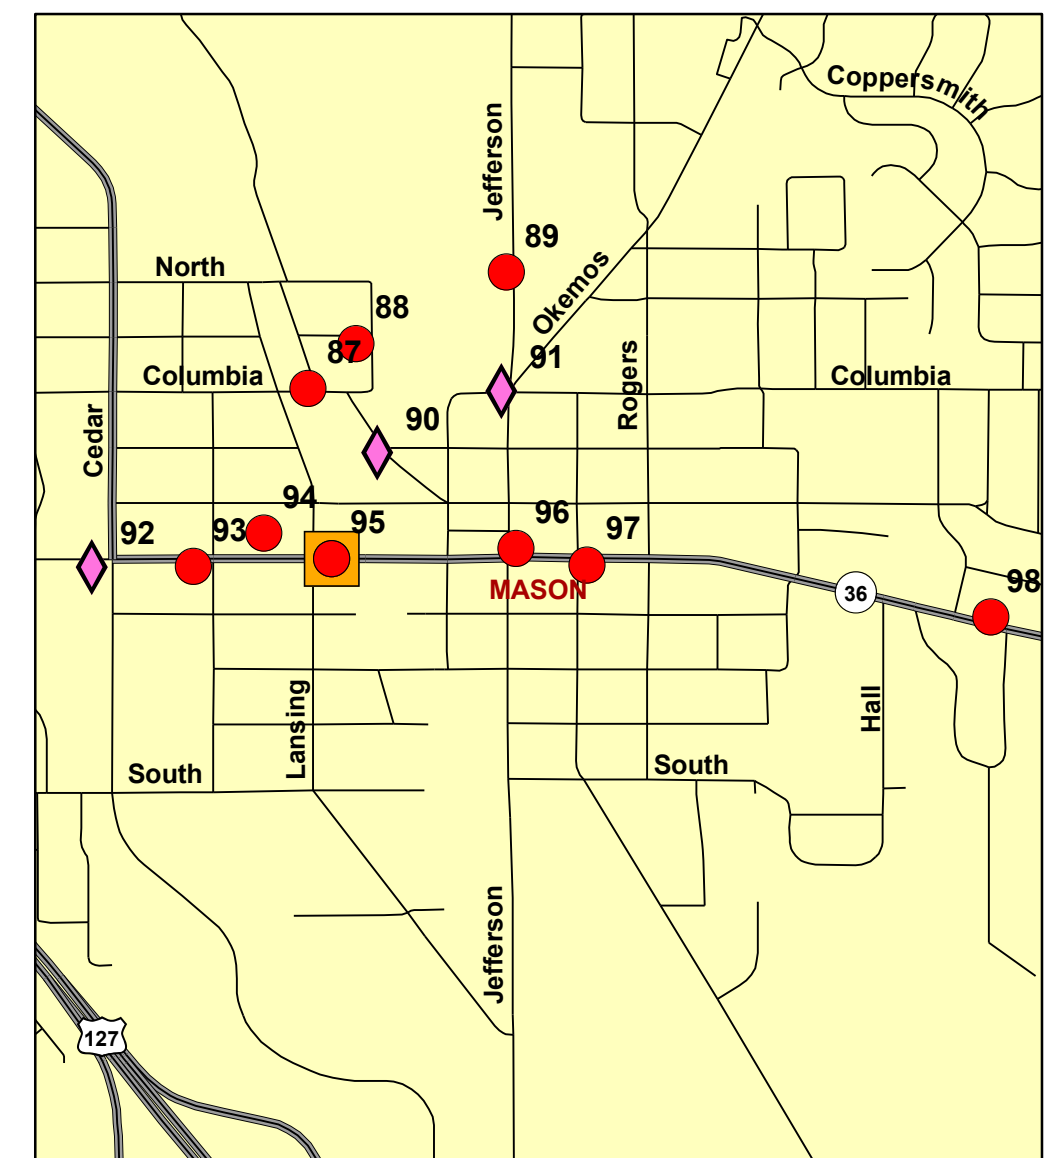 Coppersmith
Jefferson
89
North
Okemos
88
87
91
Columbia
Rogers
Columbia
Cedar
90
94
92
93
95
96
97
MASON
36
98
Lansing
Hall
South
South
Jefferson
127